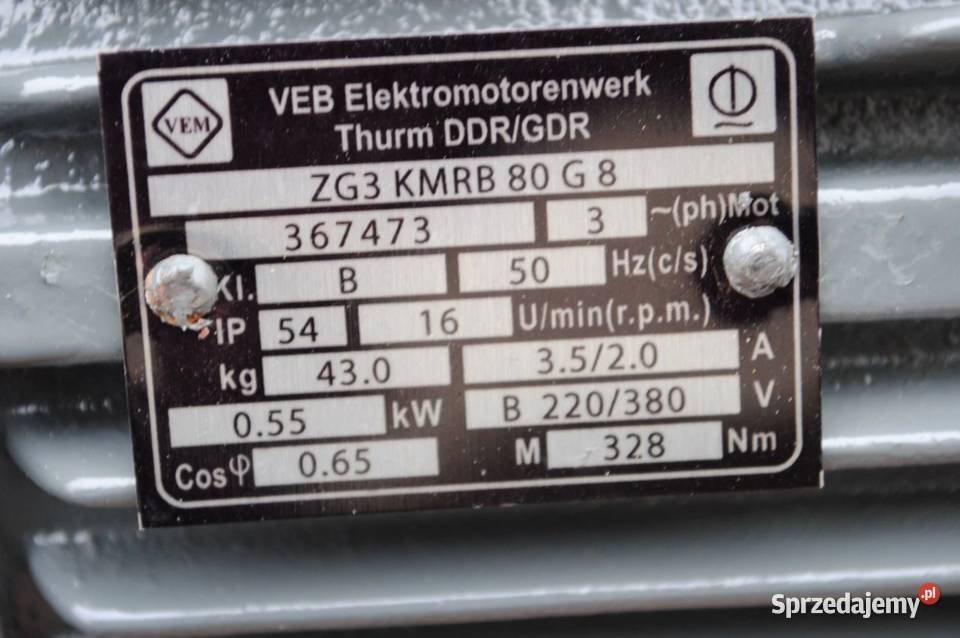 VEM
VEB Elektromotorenwerk
Thurm DDR/GDR
ZG3 KMRB 80 G 8
367473 3 ~(ph)Mot
Kl. B 50 Hz(c/s)
IP 54 16 U/min(r.p.m.)
kg 43.0 3.5/2.0 A
0.55 kW B 220/380 V
Cosφ 0.65 M 328 Nm
Sprzedajemy.pl